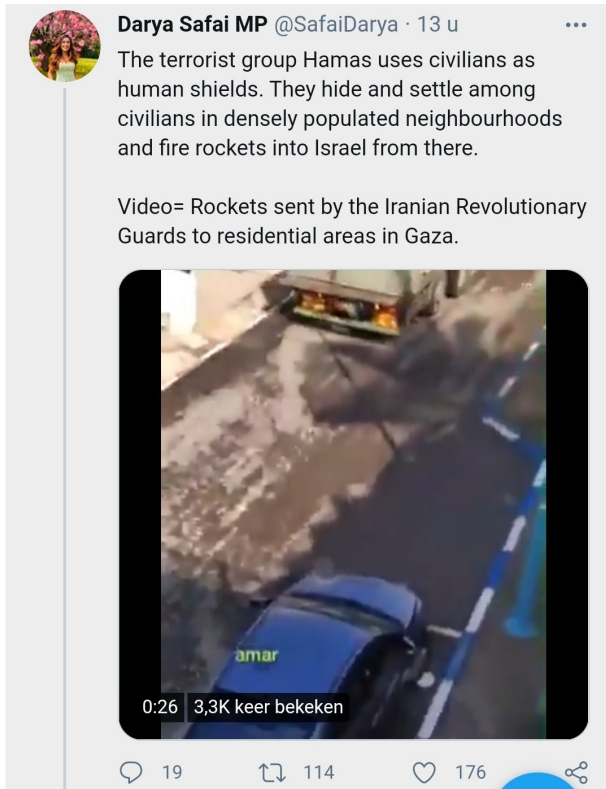 Darya Safai MP @SafaiDarya · 13 u
The terrorist group Hamas uses civilians as
human shields. They hide and settle among
civilians in densely populated neighbourhoods
and fire rockets into Israel from there.
Video= Rockets sent by the Iranian Revolutionary
Guards to residential areas in Gaza.
amar
0:26 3,3K keer bekeken
19 114 176